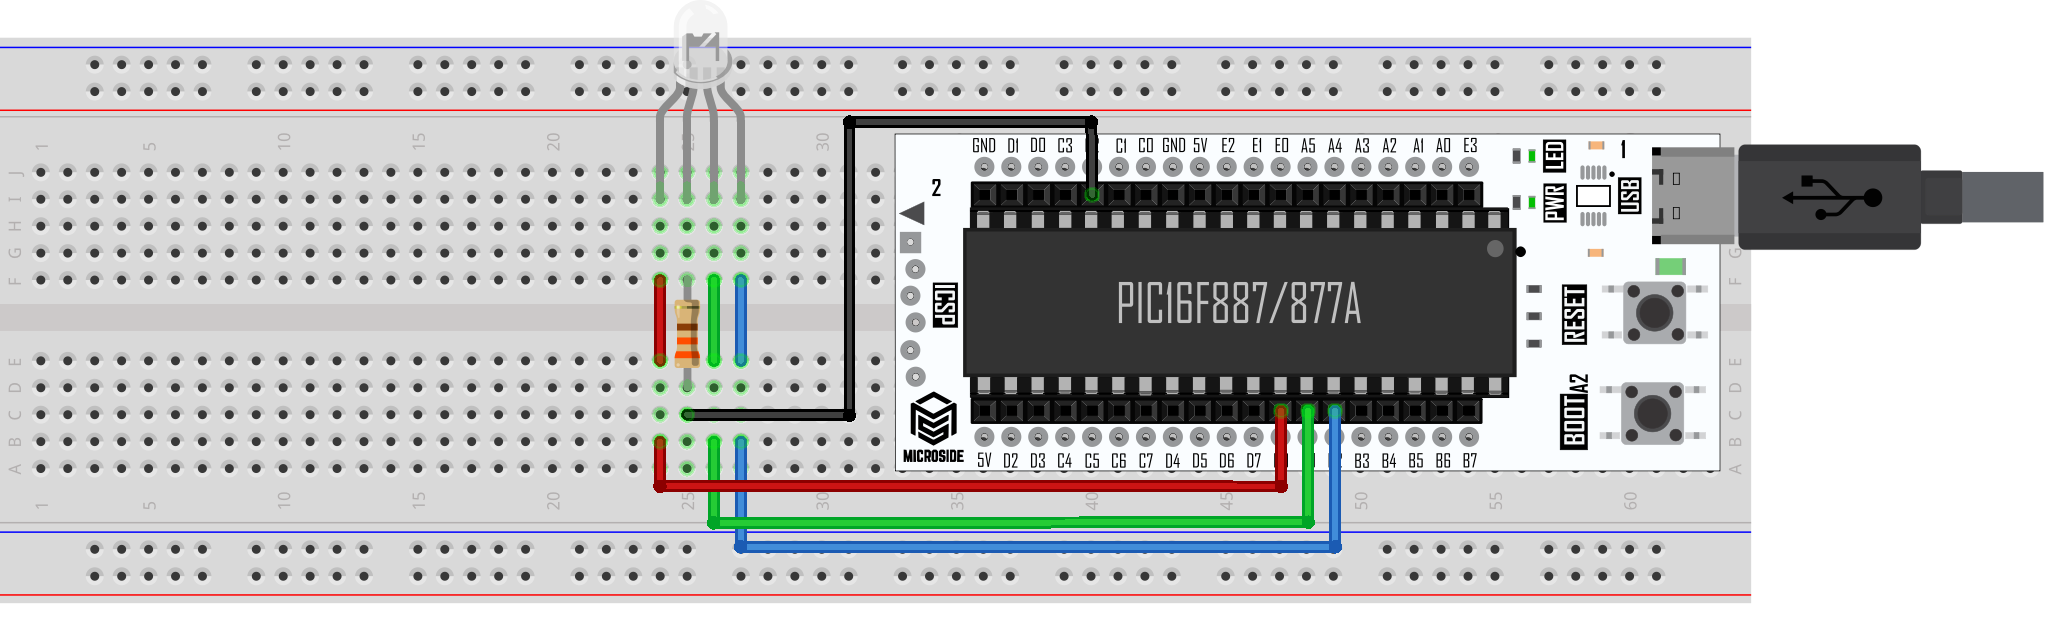 1 5 10 15 20 25 30
J
I
H
G
F
E
D
C
B
A
GND D1 D0 C3 C1 C0 GND 5V E2 E1 E0 A5 A4 A3 A2 A1 A0 E3
2
LED
1
PWR
USB
ICSP
PIC16F887/877A
RESET
BOOT A2
MICROSIDE
5V D2 D3 C4 C5 C6 C7 D4 D5 D6 D7 B3 B4 B5 B6 B7
G
F
E
D
C
B
A
1 5 10 15 20 25 30 35 40 45 50 55 60